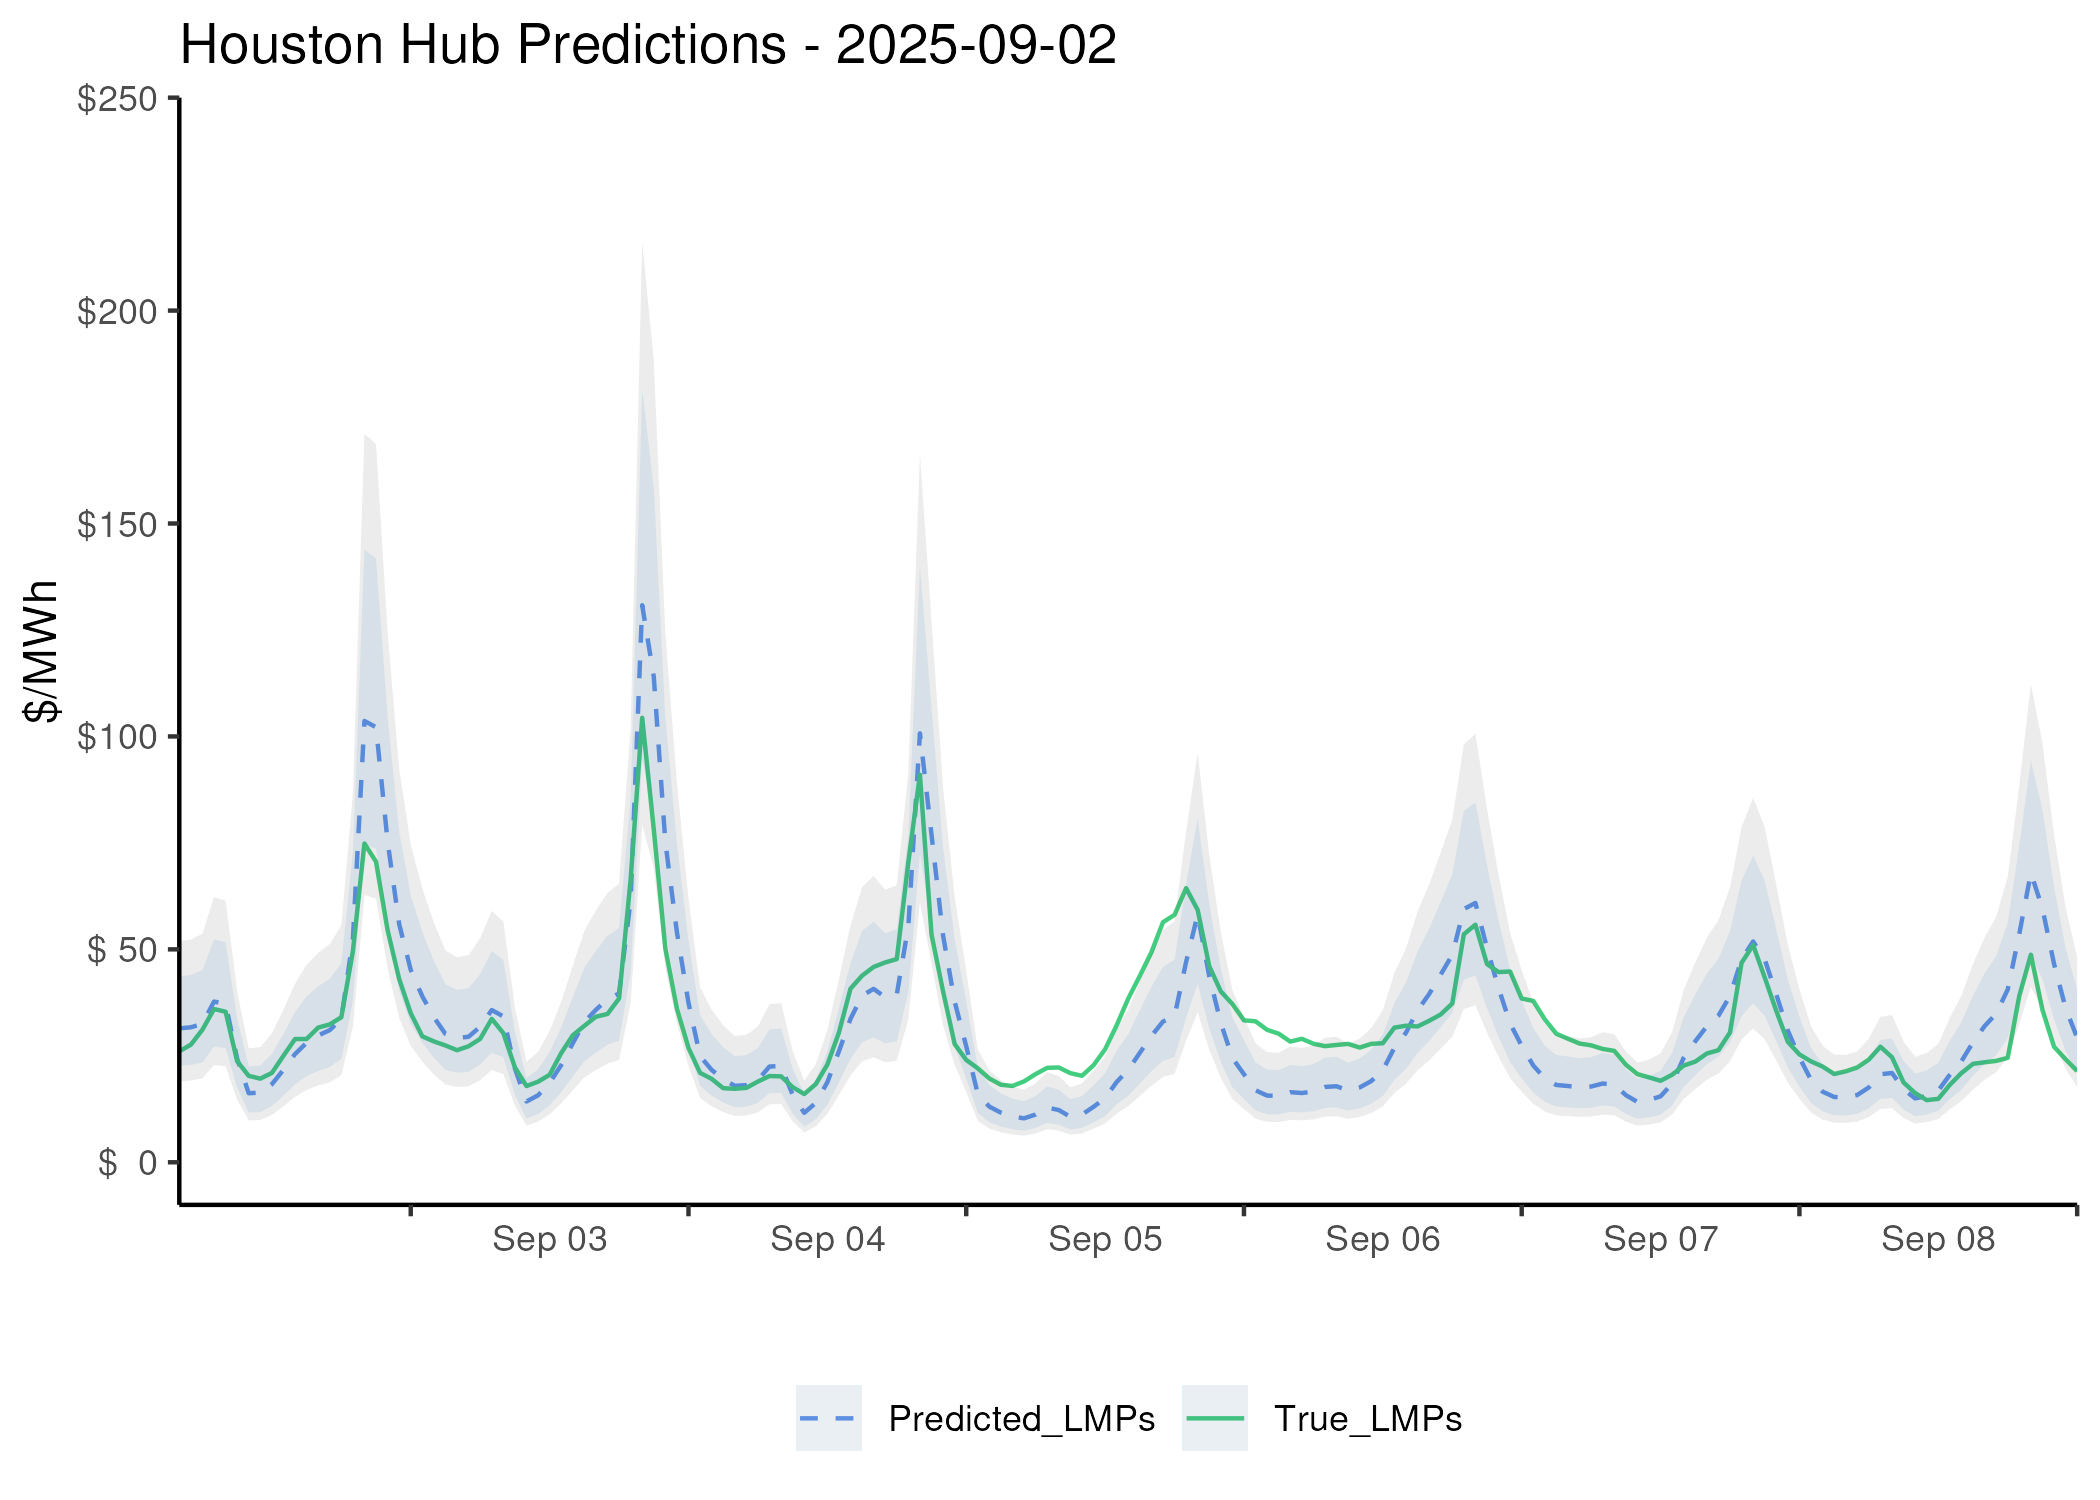 Houston Hub Predictions - 2025-09-02
$250
$200
$150
$100
$ 50
$  0
$/MWh
Sep 03
Sep 04
Sep 05
Sep 06
Sep 07
Sep 08
Predicted_LMPs
True_LMPs